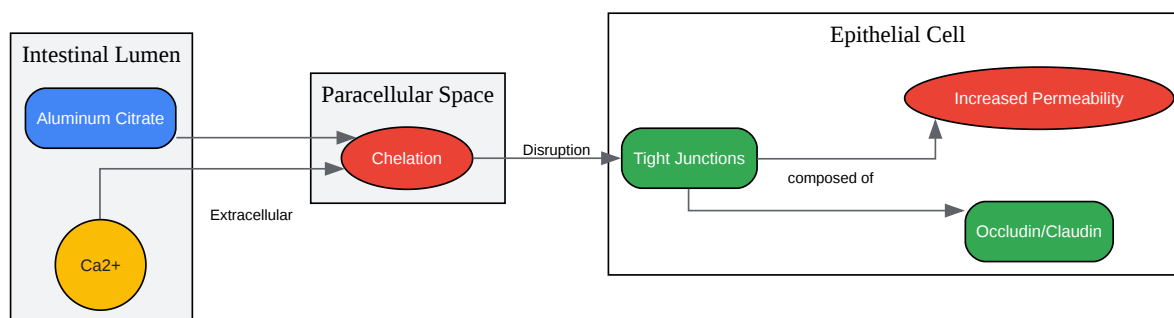 Intestinal Lumen
Aluminum Citrate
Ca2+
Extracellular
Paracellular Space
Chelation
Disruption
Epithelial Cell
Tight Junctions
composed of
Increased Permeability
Occludin/Claudin